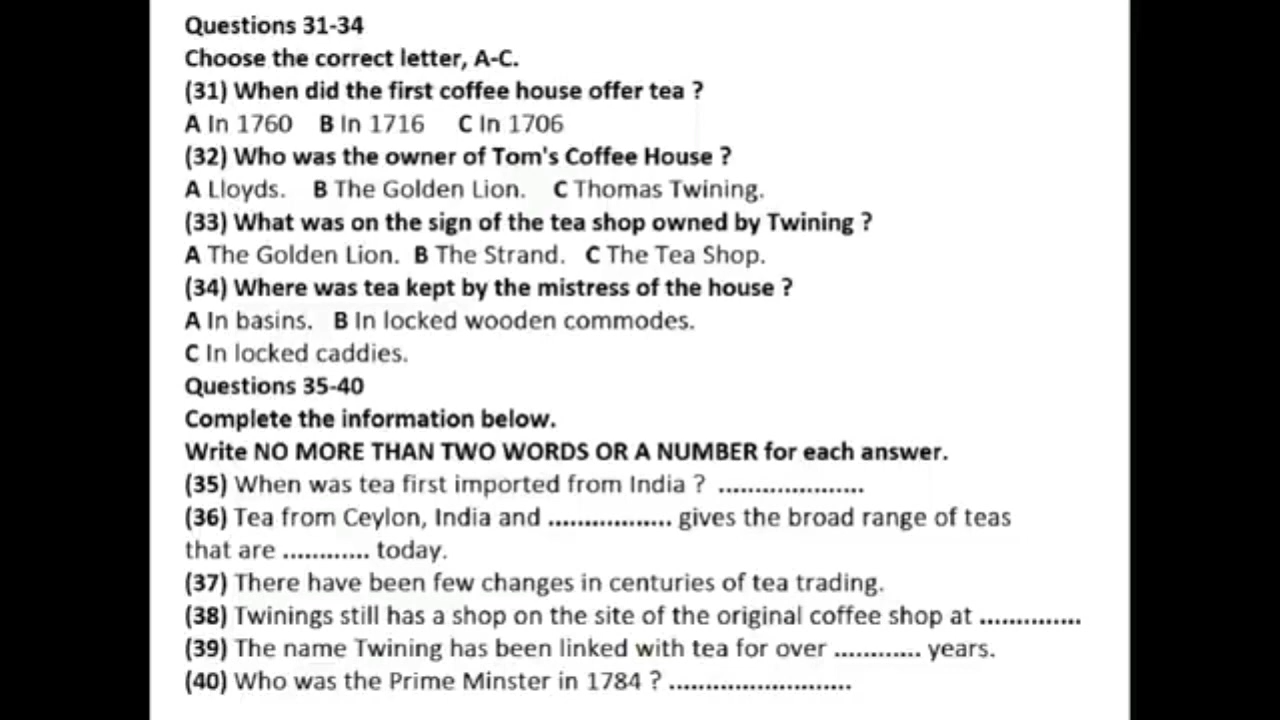 Questions 31-34
Choose the correct letter, A-C.
(31) When did the first coffee house offer tea ?
A In 1760 B In 1716 C In 1706
(32) Who was the owner of Tom's Coffee House ?
A Lloyds. B The Golden Lion. C Thomas Twining.
(33) What was on the sign of the tea shop owned by Twining ?
A The Golden Lion. B The Strand. C The Tea Shop.
(34) Where was tea kept by the mistress of the house ?
A In basins. B In locked wooden commodes.
C In locked caddies.
Questions 35-40
Complete the information below.
Write NO MORE THAN TWO WORDS OR A NUMBER for each answer.
(35) When was tea first imported from India ? ....................
(36) Tea from Ceylon, India and ................. gives the broad range of teas
that are ............ today.
(37) There have been few changes in centuries of tea trading.
(38) Twinings still has a shop on the site of the original coffee shop at ..............
(39) The name Twining has been linked with tea for over ............ years.
(40) Who was the Prime Minster in 1784 ? .........................